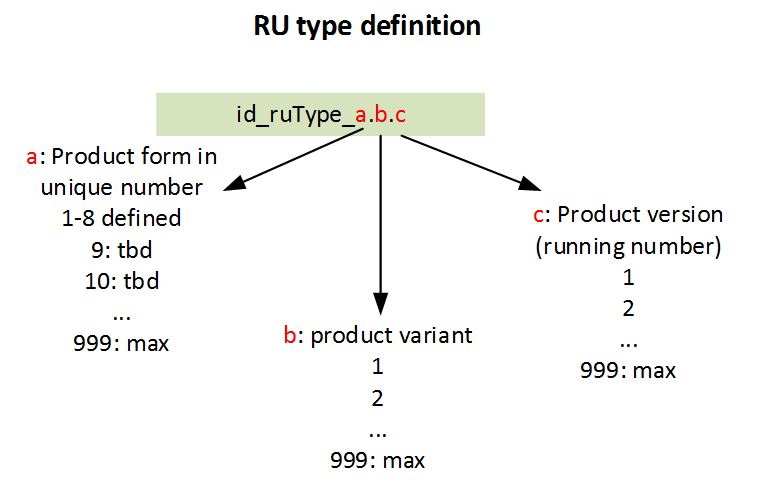 RU type definition
id_ruType_a.b.c
a: Product form in
unique number
1-8 defined
9: tbd
10: tbd
...
999: max
b: product variant
1
2
...
999: max
c: Product version
(running number)
1
2
...
999: max